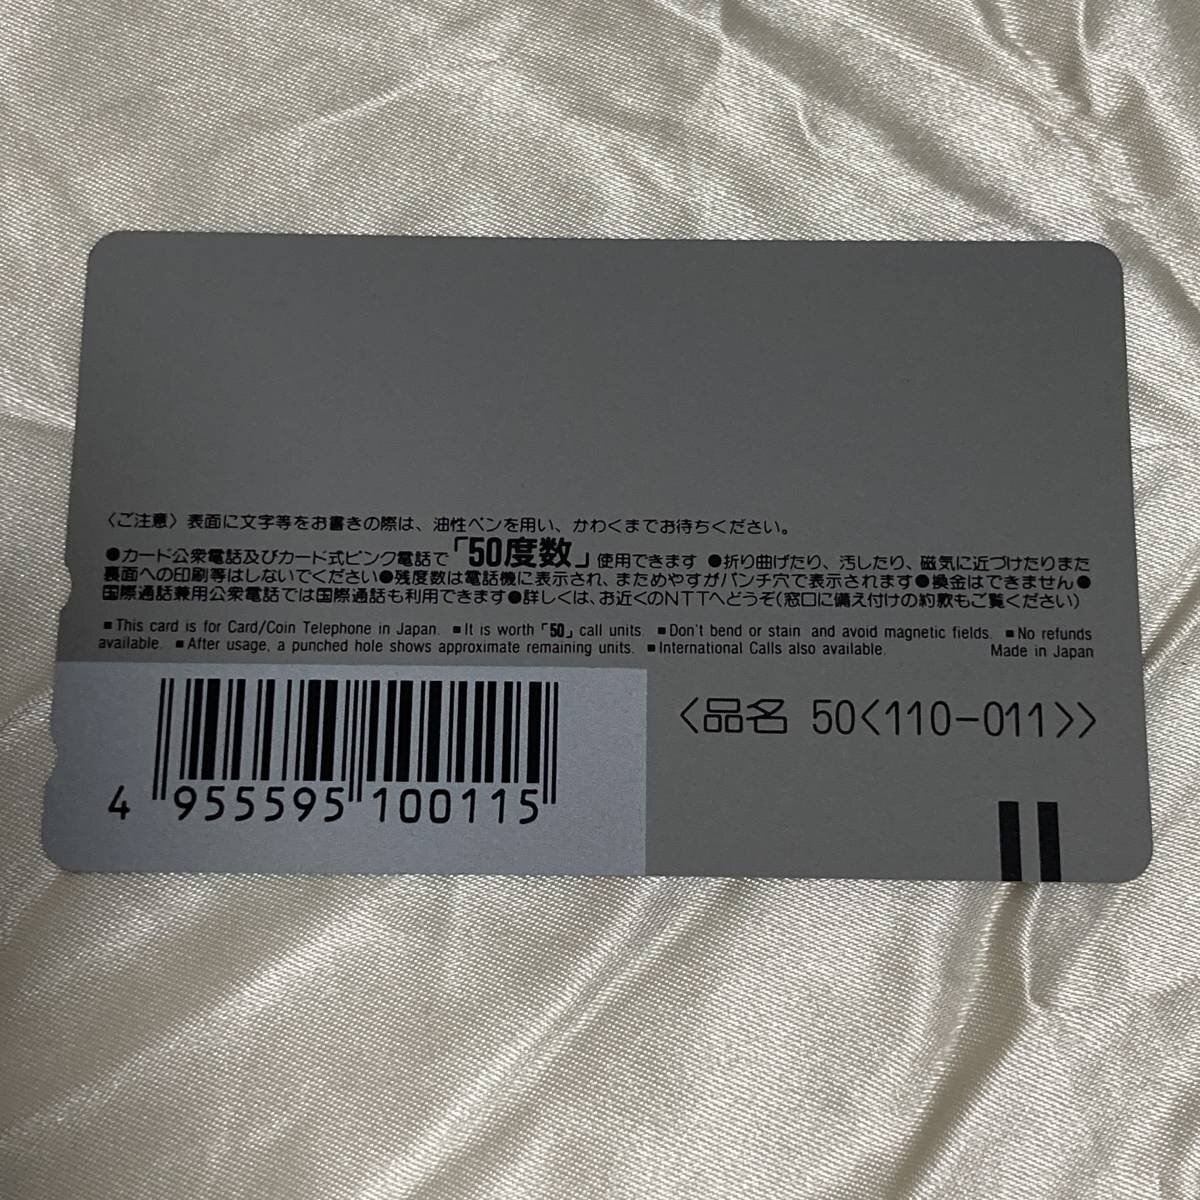 〈ご注意〉表面に文字等をお書きの際は、油性ペンを用い、かわくまでお待ちください。
●カード公衆電話及びカード式ピンク電話で「50度数」使用できます ●折り曲げたり、汚したり、磁気に近づけたりまた
裏面への印刷等はしないでください●残度数は電話機に表示され、まためやすがパンチ穴で表示されます●換金はできません●
国際通話兼用公衆電話では国際通話も利用できます●詳しくは、お近くのNTTへどうぞ(窓口に備え付けの約款もご覧ください)
■This card is for Card/Coin Telephone in Japan. ■It is worth「50」call units. ■Don't bend or stain and avoid magnetic fields. ■No refunds
available. ■After usage, a punched hole shows approximate remaining units. ■International Calls also available. Made in Japan
〈品名 50〈110-011〉〉
4 955595 100115